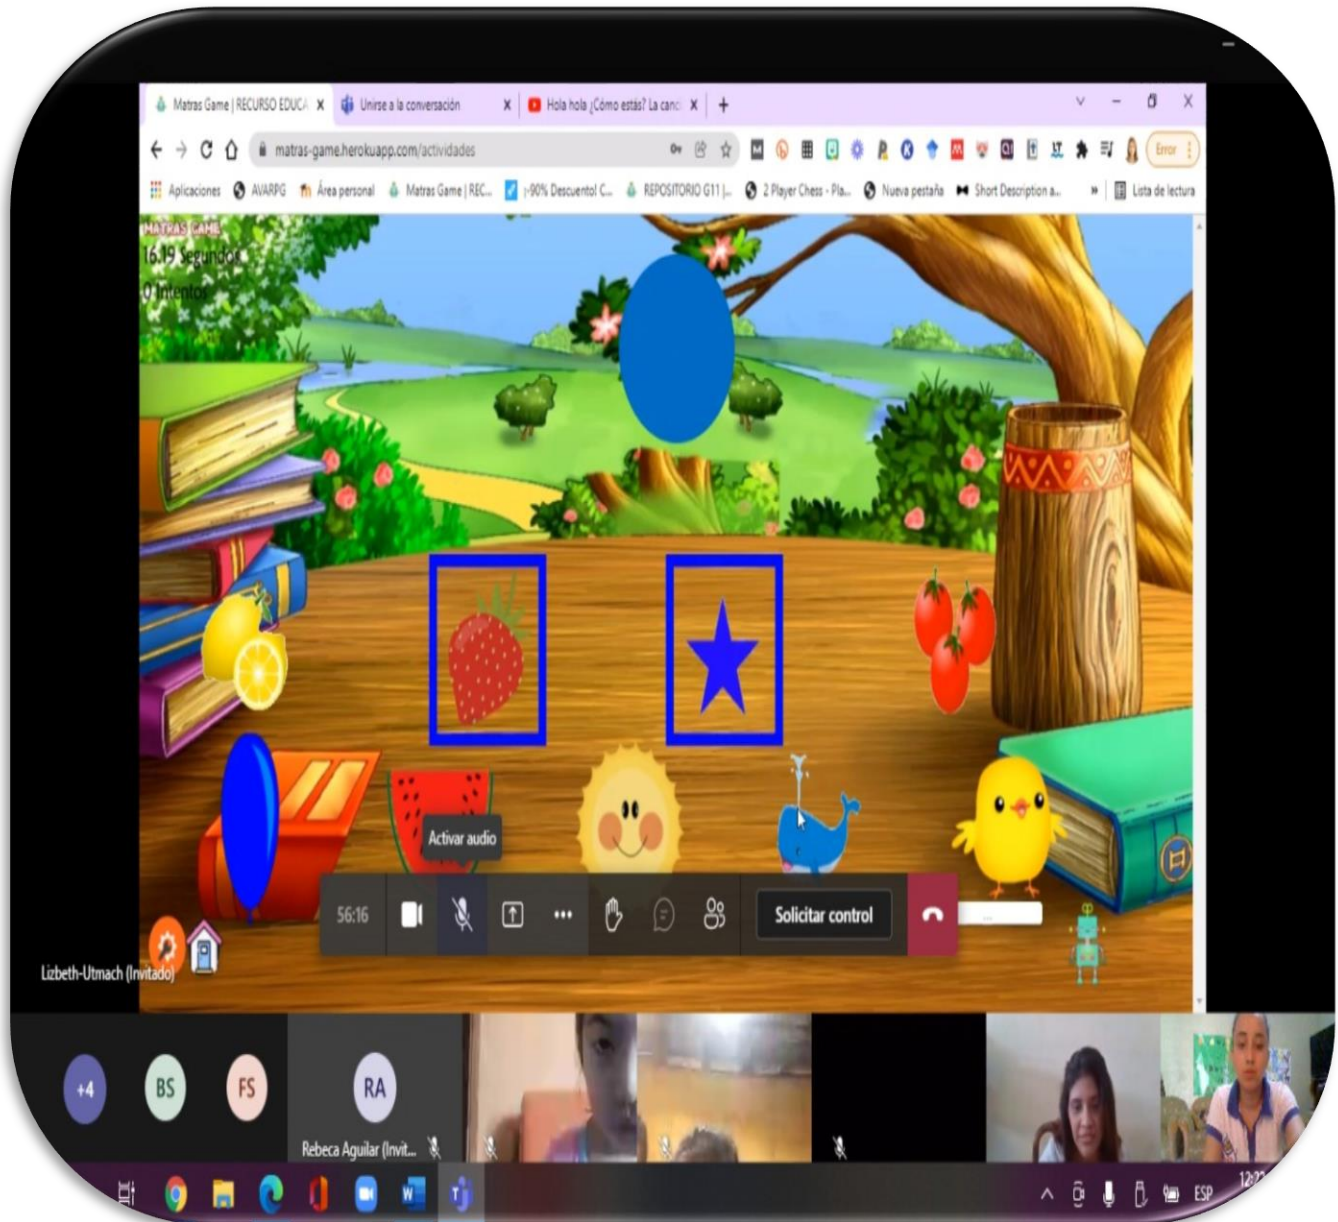 Matras Game | RECURSO EDUCA
Unirse a la conversación
Hola hola ¿Cómo estás? La canc
matras-game.herokuapp.com/actividades
Error
Aplicaciones
AVARPG
Área personal
Matras Game | REC...
REPOSITORIO G11 |...
2 Player Chess - Pla...
Nueva pestaña
Short Description a...
»
Lista de lectura
MATRAS GAME
16.19 Segundos
0 Intentos
Activar audio
56:16
Solicitar control
Lizbeth-Utmach (Invitado)
+4
BS
FS
RA
Rebeca Aguilar (Invit...
ESP